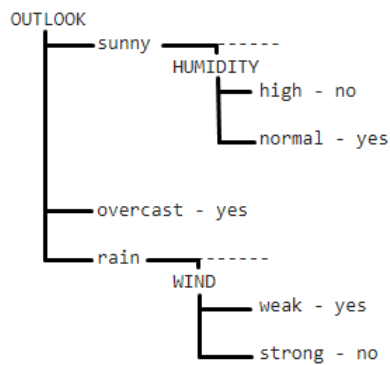 OUTLOOK
sunny
HUMIDITY
high - no
normal - yes
overcast - yes
rain
WIND
weak - yes
strong - no